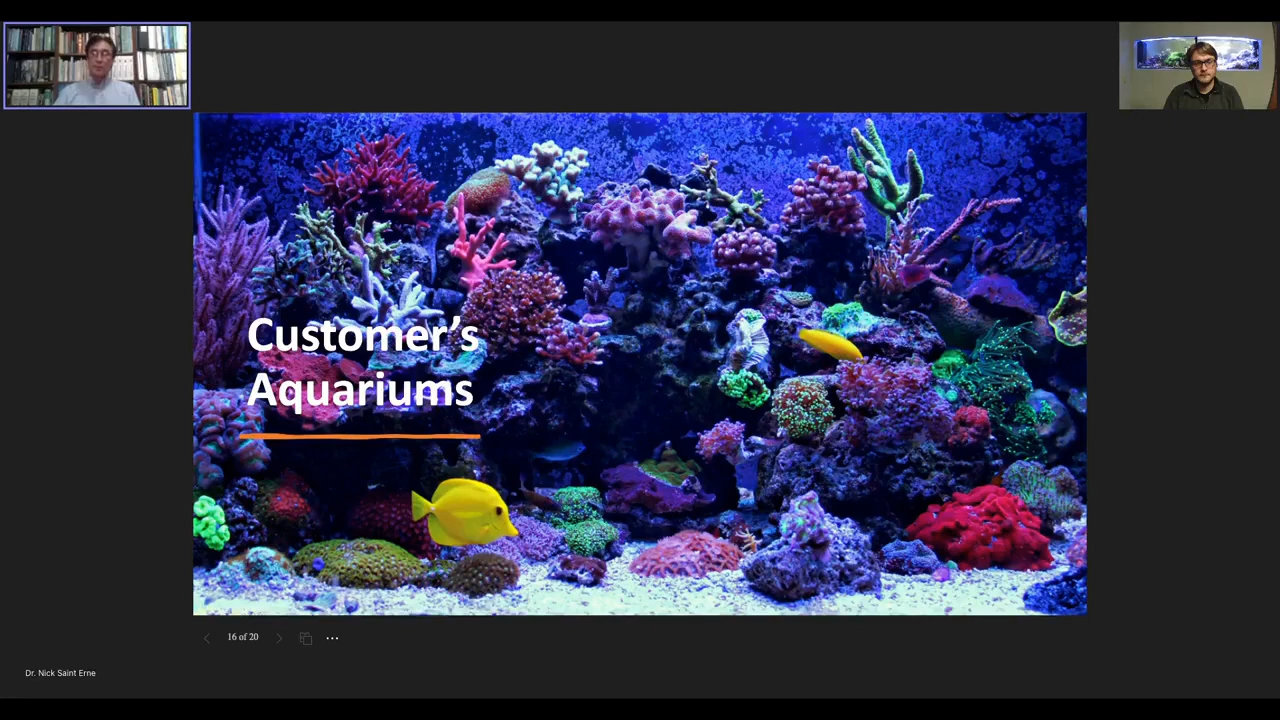 Customer’s
Aquariums
16 of 20
Dr. Nick Saint Erne